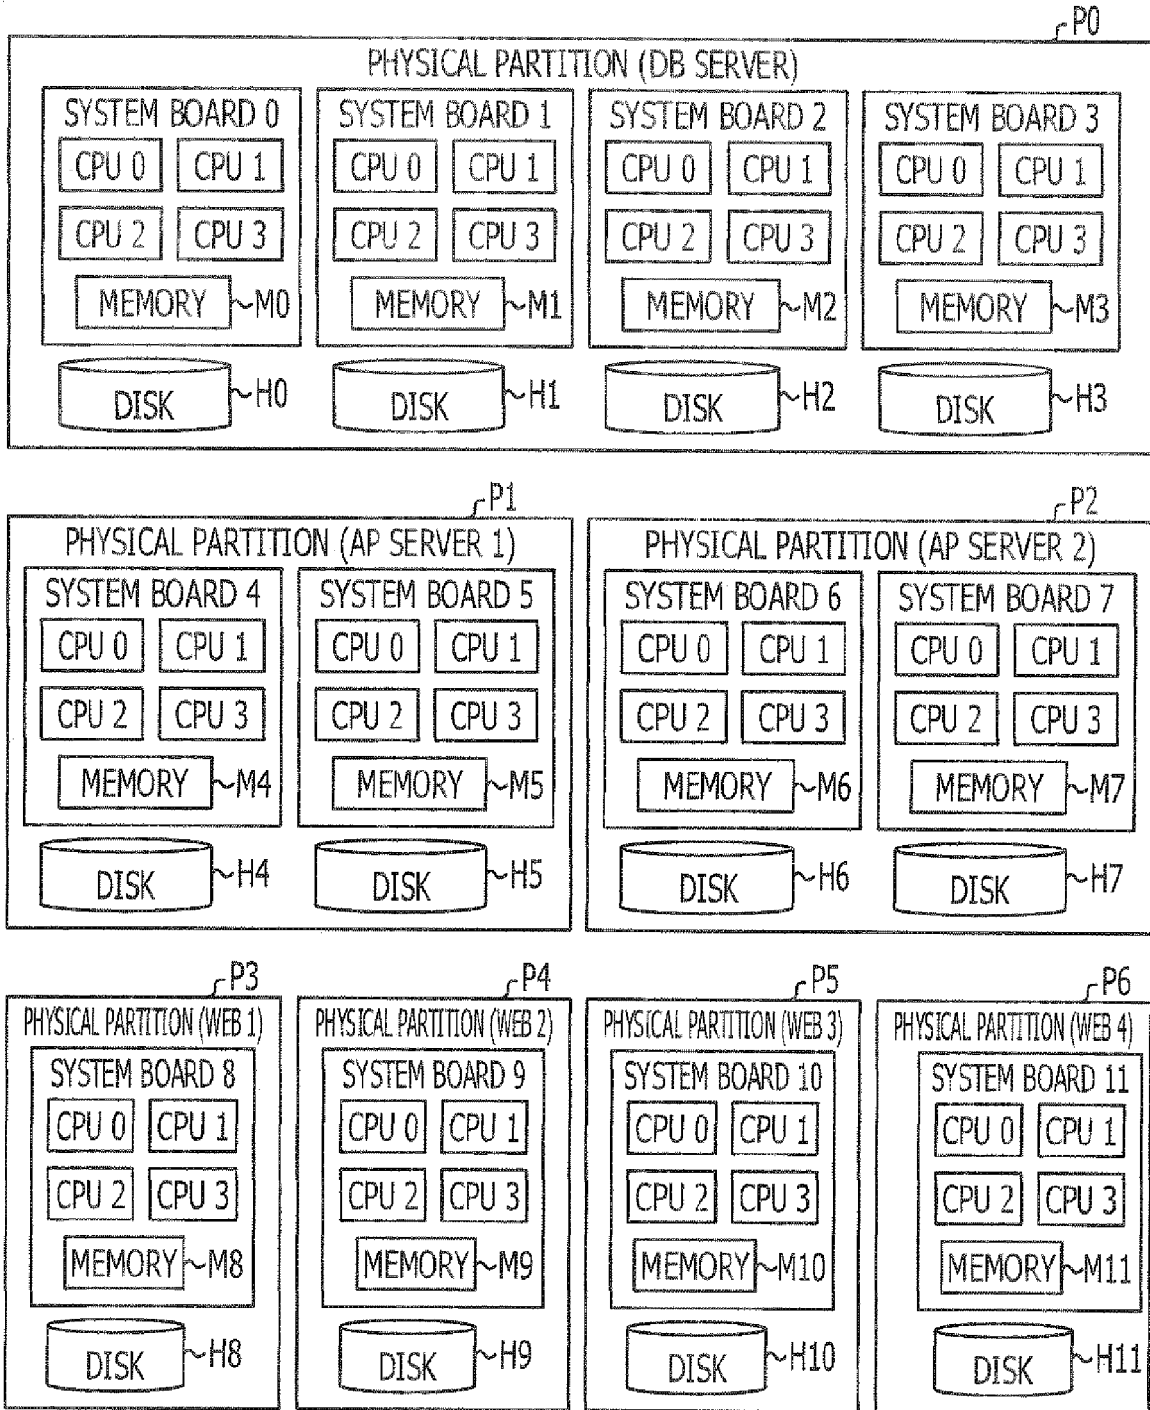 P0
PHYSICAL PARTITION (DB SERVER)
SYSTEM BOARD 0 SYSTEM BOARD 1 SYSTEM BOARD 2 SYSTEM BOARD 3
CPU 0 CPU 1 CPU 0 CPU 1 CPU 0 CPU 1 CPU 0 CPU 1
CPU 2 CPU 3 CPU 2 CPU 3 CPU 2 CPU 3 CPU 2 CPU 3
MEMORY M0 MEMORY M1 MEMORY M2 MEMORY M3
DISK H0 DISK H1 DISK H2 DISK H3
P1 P2
PHYSICAL PARTITION (AP SERVER 1) PHYSICAL PARTITION (AP SERVER 2)
SYSTEM BOARD 4 SYSTEM BOARD 5 SYSTEM BOARD 6 SYSTEM BOARD 7
CPU 0 CPU 1 CPU 0 CPU 1 CPU 0 CPU 1 CPU 0 CPU 1
CPU 2 CPU 3 CPU 2 CPU 3 CPU 2 CPU 3 CPU 2 CPU 3
MEMORY M4 MEMORY M5 MEMORY M6 MEMORY M7
DISK H4 DISK H5 DISK H6 DISK H7
P3 P4 P5 P6
PHYSICAL PARTITION (WEB 1) PHYSICAL PARTITION (WEB 2) PHYSICAL PARTITION (WEB 3) PHYSICAL PARTITION (WEB 4)
SYSTEM BOARD 8 SYSTEM BOARD 9 SYSTEM BOARD 10 SYSTEM BOARD 11
CPU 0 CPU 1 CPU 0 CPU 1 CPU 0 CPU 1 CPU 0 CPU 1
CPU 2 CPU 3 CPU 2 CPU 3 CPU 2 CPU 3 CPU 2 CPU 3
MEMORY M8 MEMORY M9 MEMORY M10 MEMORY M11
DISK H8 DISK H9 DISK H10 DISK H11